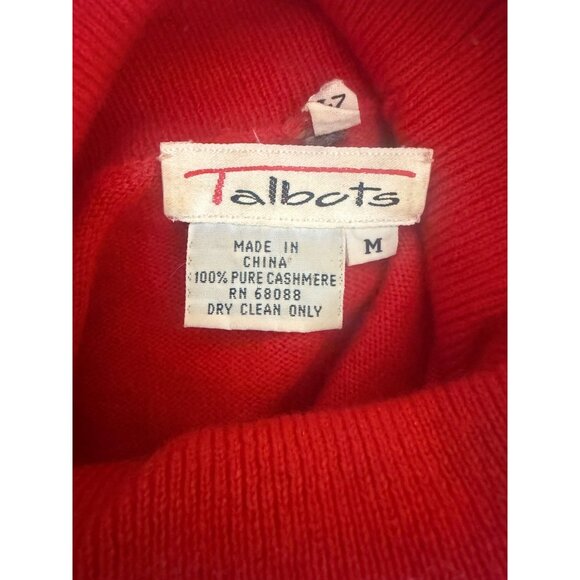 Talbots
M
MADE IN
CHINA
100% PURE CASHMERE
RN 68088
DRY CLEAN ONLY